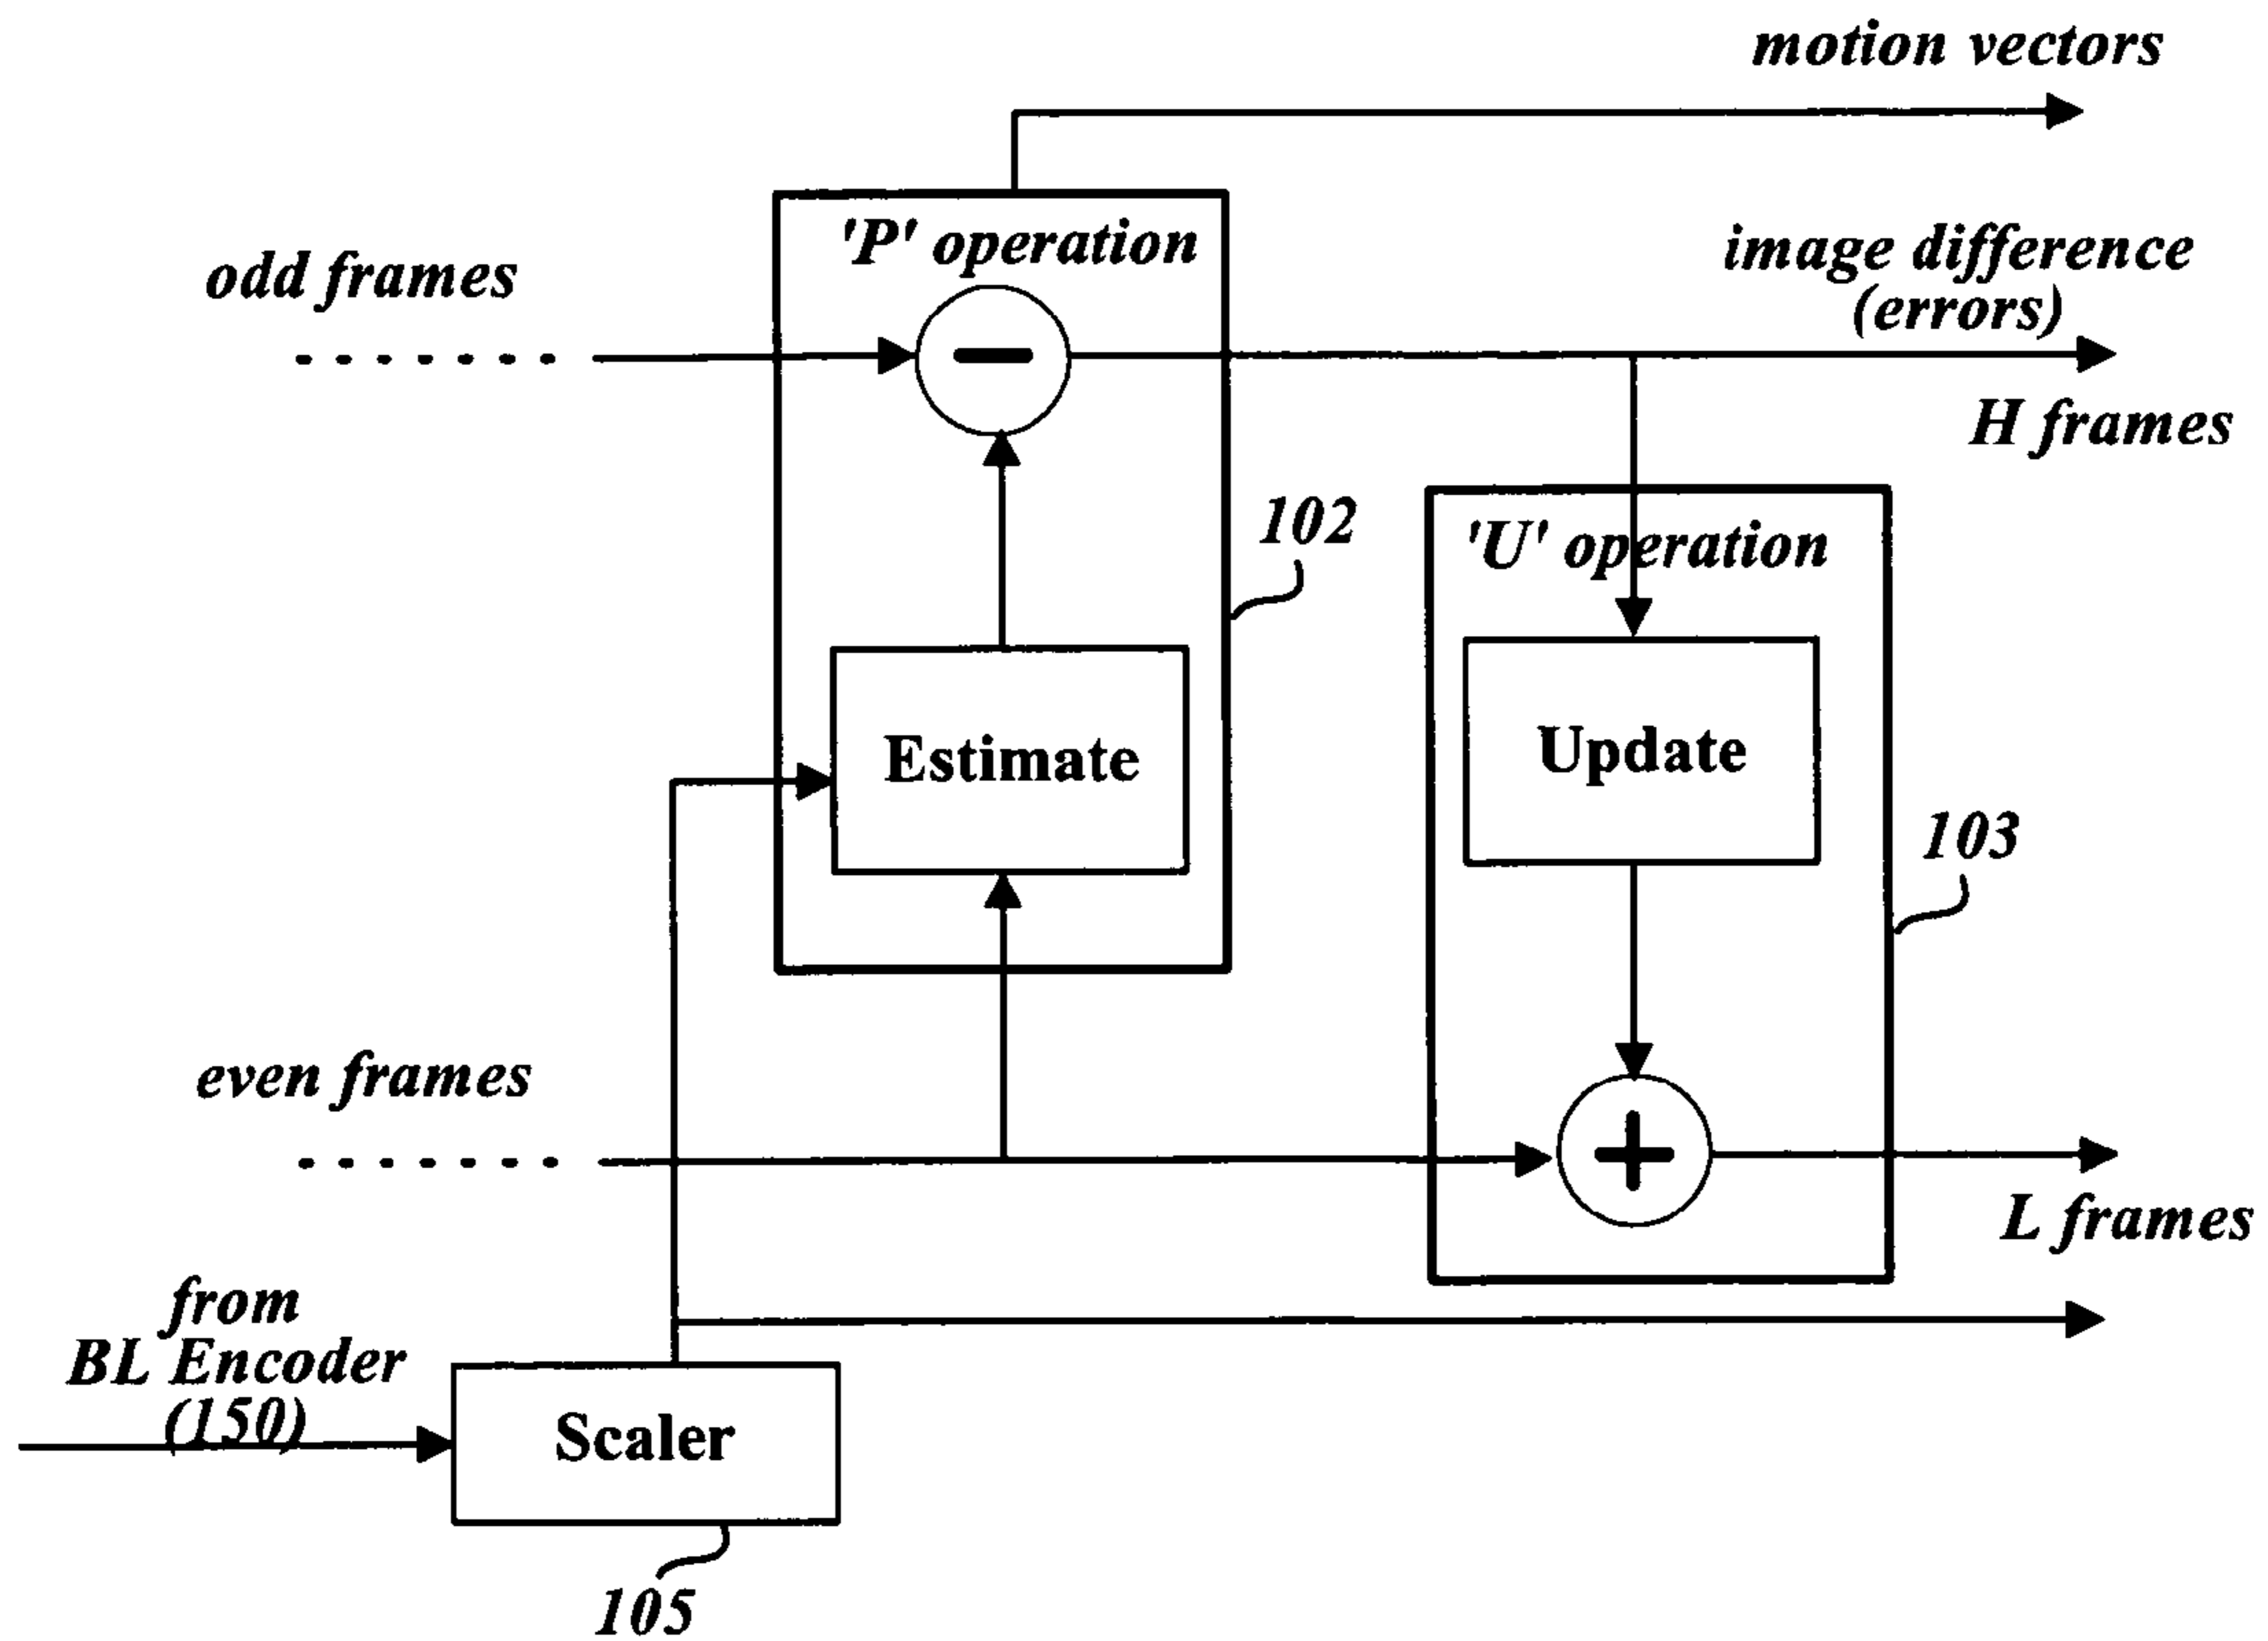 motion vectors
'P' operation
odd frames
image difference
(errors)
H frames
102
'U' operation
Estimate
Update
103
even frames
L frames
from
BL Encoder
(150)
Scaler
105